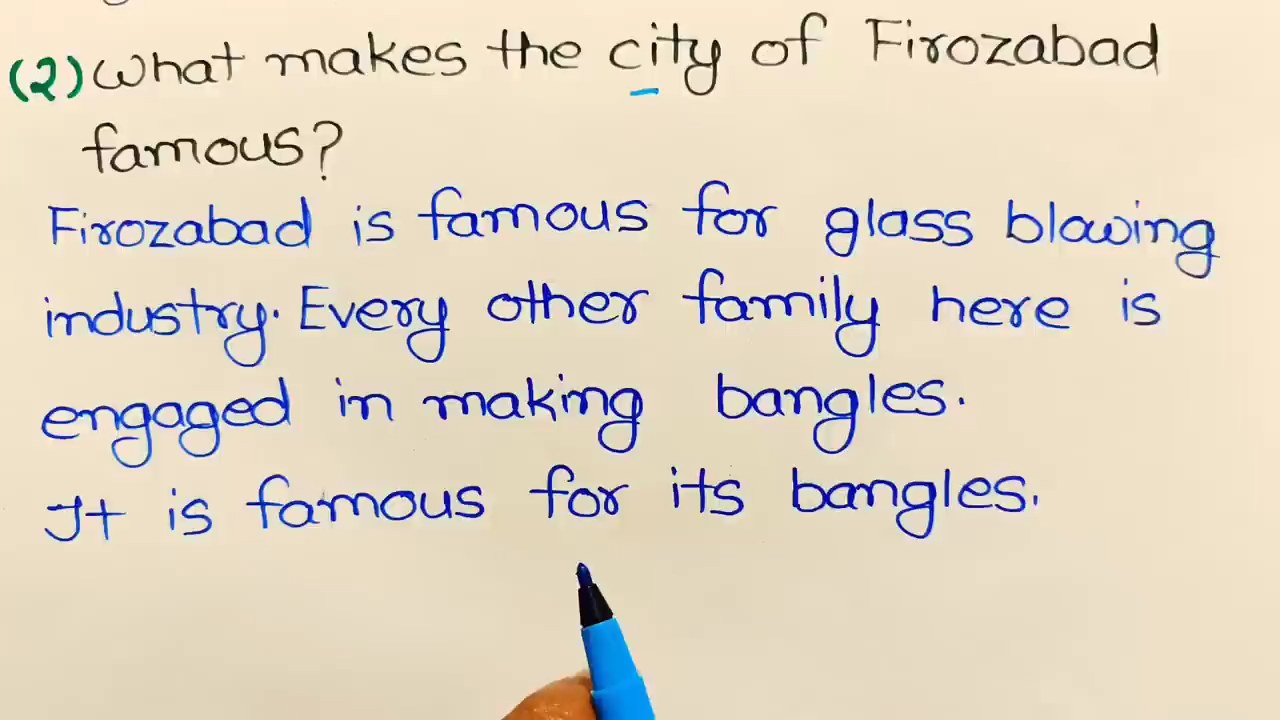 (2) What makes the city of Firozabad
famous?
Firozabad is famous for glass blowing
industry. Every other family here is
engaged in making bangles.
It is famous for its bangles.